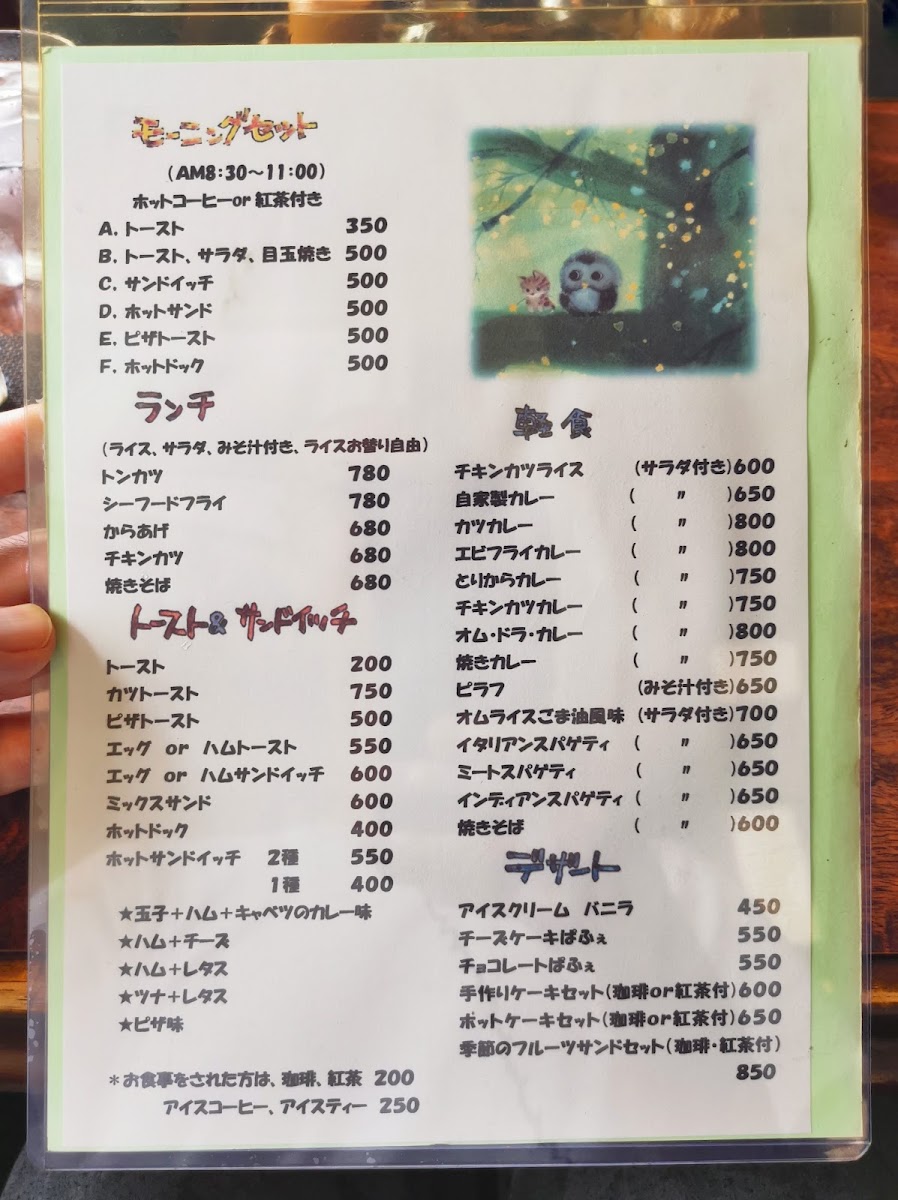 モーニングセット
（AM8：30～11：00）
ホットコーヒーor紅茶付き
A．トースト 350
B．トースト、サラダ、目玉焼き 500
C．サンドイッチ 500
D．ホットサンド 500
E．ピザトースト 500
F．ホットドック 500
ランチ
（ライス、サラダ、みそ汁付き、ライスお替り自由）
トンカツ 780
シーフードフライ 780
からあげ 680
チキンカツ 680
焼きそば 680
トースト&サンドイッチ
トースト 200
カツトースト 750
ピザトースト 500
エッグ or ハムトースト 550
エッグ or ハムサンドイッチ 600
ミックスサンド 600
ホットドック 400
ホットサンドイッチ 2種 550
1種 400
★玉子＋ハム＋キャベツのカレー味
★ハム＋チーズ
★ハム＋レタス
★ツナ＋レタス
★ピザ味
＊お食事をされた方は、珈琲、紅茶 200
アイスコーヒー、アイスティー 250
軽食
チキンカツライス （サラダ付き）600
自家製カレー （ 〃 ）650
カツカレー （ 〃 ）800
エビフライカレー （ 〃 ）800
とりからカレー （ 〃 ）750
チキンカツカレー （ 〃 ）750
オム・ドラ・カレー （ 〃 ）800
焼きカレー （ 〃 ）750
ピラフ （みそ汁付き）650
オムライスごま油風味 （サラダ付き）700
イタリアンスパゲティ （ 〃 ）650
ミートスパゲティ （ 〃 ）650
インディアンスパゲティ （ 〃 ）650
焼きそば （ 〃 ）600
デザート
アイスクリーム バニラ 450
チーズケーキぱふぇ 550
チョコレートぱふぇ 550
手作りケーキセット（珈琲or紅茶付）600
ホットケーキセット（珈琲or紅茶付）650
季節のフルーツサンドセット（珈琲・紅茶付）
850